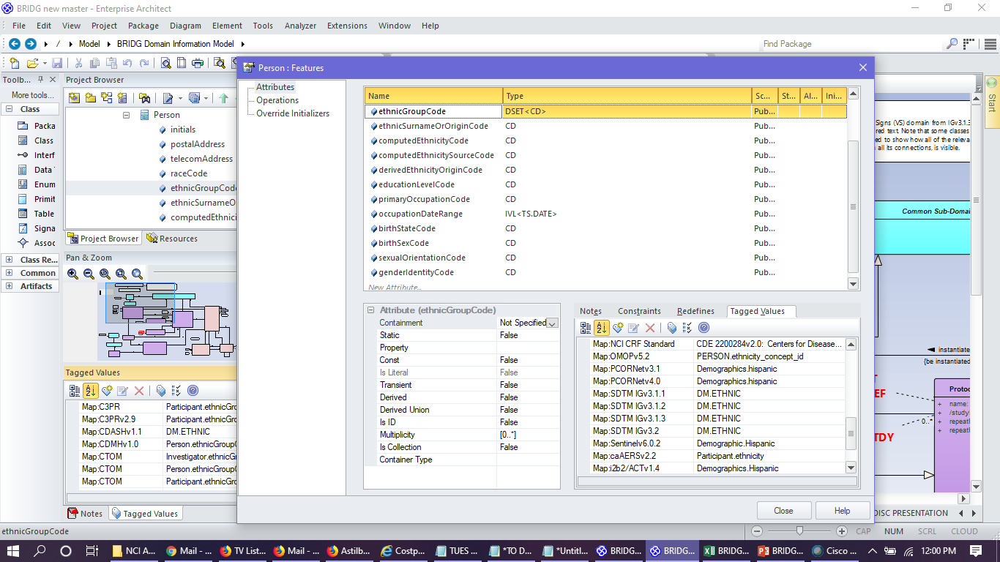 BRIDG new master - Enterprise Architect
File Edit View Project Package Diagram Element Tools Analyzer Extensions Window Help
/ Model BRIDG Domain Information Model Find Package
Toolb...
More tools...
Class
Packa
Class
Interf
Data
Enum
Primit
Table
Signa
Assoc
Class Re...
Common
Artifacts
Project Browser
Person
initials
postalAddress
telecomAddress
raceCode
ethnicGroupCode
ethnicSurnameO
computedEthnici
Project Browser Resources
Pan & Zoom
Tagged Values
Map:C3PR Participant.ethnicGro
Map:C3PRv2.9 Participant.ethnicGro
Map:CDASHv1.1 DM.ETHNIC
Map:CDMHv1.0 Person.ethnicGroupC
Map:CTOM Investigator.ethnicGro
Map:CTOM Person.ethnicGroupC
Map:CTOM Participant.ethnicGro
Notes Tagged Values
ethnicGroupCode
Person : Features
Attributes
Operations
Override Initializers
Name Type Sc... St... Al... Ini...
ethnicGroupCode DSET<CD> Pub...
ethnicSurnameOrOriginCode CD Pub...
computedEthnicityCode CD Pub...
computedEthnicitySourceCode CD Pub...
derivedEthnicityOriginCode CD Pub...
educationLevelCode CD Pub...
primaryOccupationCode CD Pub...
occupationDateRange IVL<TS.DATE> Pub...
birthStateCode CD Pub...
birthSexCode CD Pub...
sexualOrientationCode CD Pub...
genderIdentityCode CD Pub...
New Attribute...
Attribute (ethnicGroupCode)
Containment Not Specified
Static False
Property
Const False
Is Literal False
Transient False
Derived False
Derived Union False
Is ID False
Multiplicity [0..*]
Is Collection False
Container Type
Notes Constraints Redefines Tagged Values
Map:NCI CRF Standard CDE 2200284v2.0: Centers for Disease...
Map:OMOPv5.2 PERSON.ethnicity_concept_id
Map:PCORNetv3.1 Demographics.hispanic
Map:PCORNetv4.0 Demographics.hispanic
Map:SDTM IGv3.1.1 DM.ETHNIC
Map:SDTM IGv3.1.2 DM.ETHNIC
Map:SDTM IGv3.1.3 DM.ETHNIC
Map:SDTM IGv3.2 DM.ETHNIC
Map:Sentinelv6.0.2 Demographic.Hispanic
Map:caAERSv2.2 Participant.ethnicity
Map:i2b2/ACTv1.4 Demographics.Hispanic
Close Help
Signs (VS) domain from IGv3.1.3
red text. Note that some classes
ed to show how all of the releva
all its connections, is visible.
Common Sub-Domai
instantiate
{be instantiated
EF
TDY
Protoc
+ name:
+ /study
+ repeat
+ repeat
0..*
DISC PRESENTATION
Start
CAP NUM SCRL CLOUD
NCI A... Mail - ... TV List... Mail - ... Astilb... Costp... TUES ... *TO D... *Untitl... BRIDG... BRIDG... BRIDG... BRIDG... Cisco ... 12:00 PM